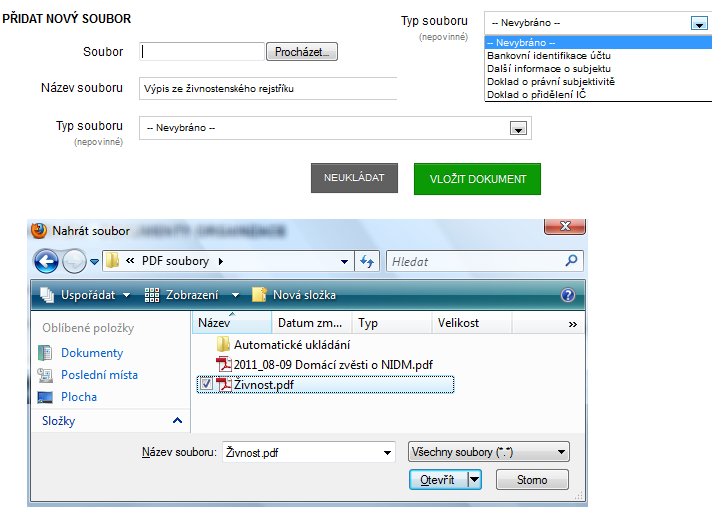 PŘIDAT NOVÝ SOUBOR
Soubor
Procházet...
Název souboru
Výpis ze živnostenského rejstříku
Typ souboru
(nepovinné)
-- Nevybráno --
NEUKLÁDAT
VLOŽIT DOKUMENT
Typ souboru
(nepovinné)
-- Nevybráno --
-- Nevybráno --
Bankovní identifikace účtu
Další informace o subjektu
Doklad o právní subjektivitě
Doklad o přidělení IČ
Nahrát soubor
« PDF soubory
Hledat
Uspořádat
Zobrazení
Nová složka
Oblíbené položky
Dokumenty
Poslední místa
Plocha
Složky
Název
Datum zm...
Typ
Velikost
»
Automatické ukládání
2011_08-09 Domácí zvěsti o NIDM.pdf
Živnost.pdf
Název souboru:
Živnost.pdf
Všechny soubory (*.*)
Otevřít
Storno